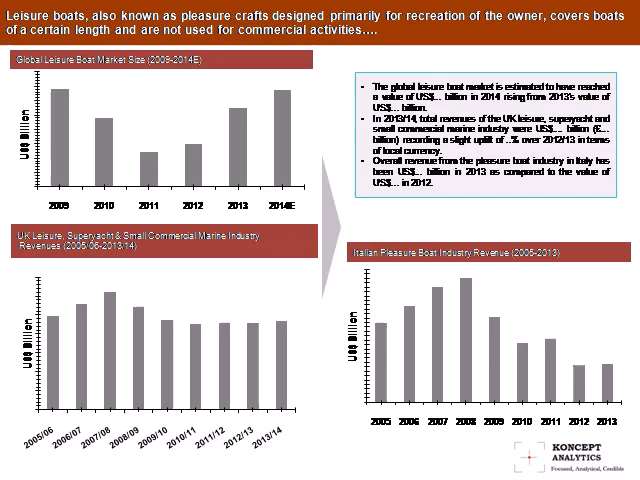 Leisure boats, also known as pleasure crafts designed primarily for recreation of the owner, covers boats
of a certain length and are not used for commercial activities….
Global Leisure Boat Market Size (2009-2014E)
US$ Billion
2009 2010 2011 2012 2013 2014E
• The global leisure boat market is estimated to have reached
a value of US$... billion in 2014 rising from 2013's value of
US$… billion.
• In 2013/14, total revenues of the UK leisure, superyacht and
small commercial marine industry were US$.... billion (£…
billion) recording a slight uplift of ..% over 2012/13 in terms
of local currency.
• Overall revenue from the pleasure boat industry in Italy has
been US$... billion in 2013 as compared to the value of
US$… in 2012.
UK Leisure, Superyacht & Small Commercial Marine Industry
Revenues (2005/06-2013/14)
US$ Billion
2005/06 2006/07 2007/08 2008/09 2009/10 2010/11 2011/12 2012/13 2013/14
Italian Pleasure Boat Industry Revenue (2005-2013)
US$ Billion
2005 2006 2007 2008 2009 2010 2011 2012 2013
KONCEPT
ANALYTICS
Focused, Analytical, Credible